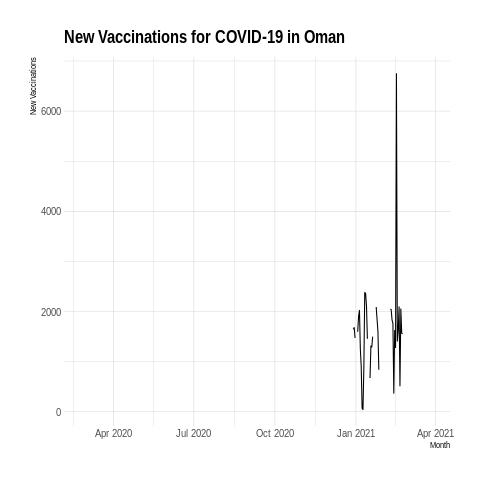 New Vaccinations for COVID-19 in Oman
New Vaccinations
6000
4000
2000
0
Apr 2020 Jul 2020 Oct 2020 Jan 2021 Apr 2021
Month